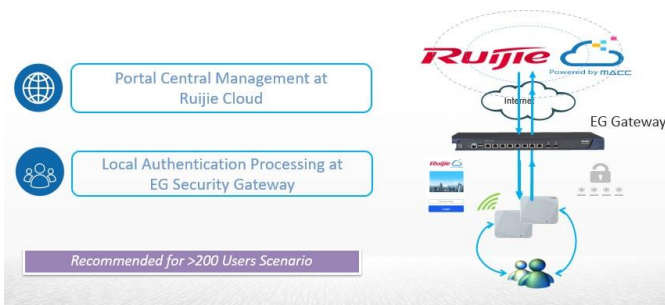 Portal Central Management at
Ruijie Cloud
Local Authentication Processing at
EG Security Gateway
Recommended for >200 Users Scenario
Ruijie
Powered by MACC
Internet
EG Gateway
Ruijie
* * * *